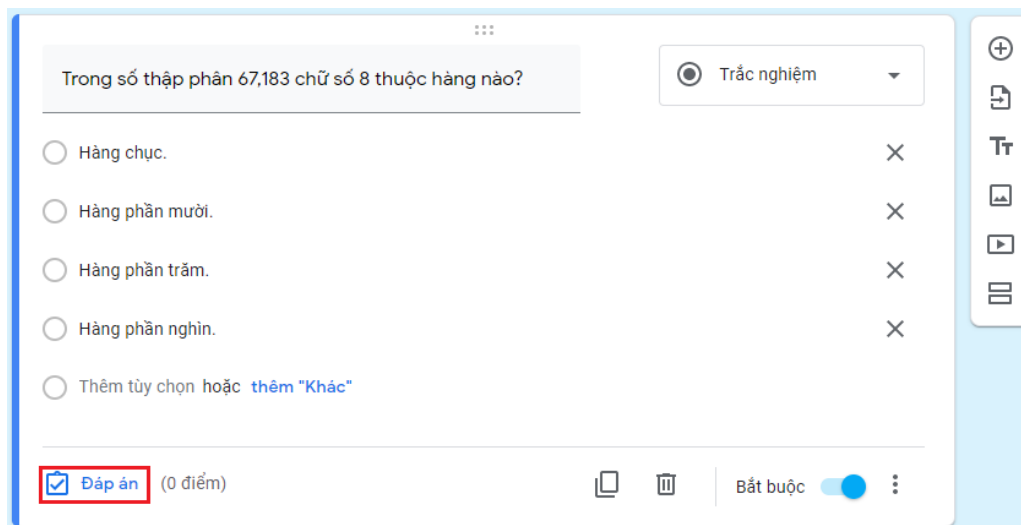 Trong số thập phân 67,183 chữ số 8 thuộc hàng nào?
Trắc nghiệm
Hàng chục.
Hàng phần mười.
Hàng phần trăm.
Hàng phần nghìn.
Thêm tùy chọn hoặc thêm "Khác"
Đáp án (0 điểm)
Bắt buộc
Tт